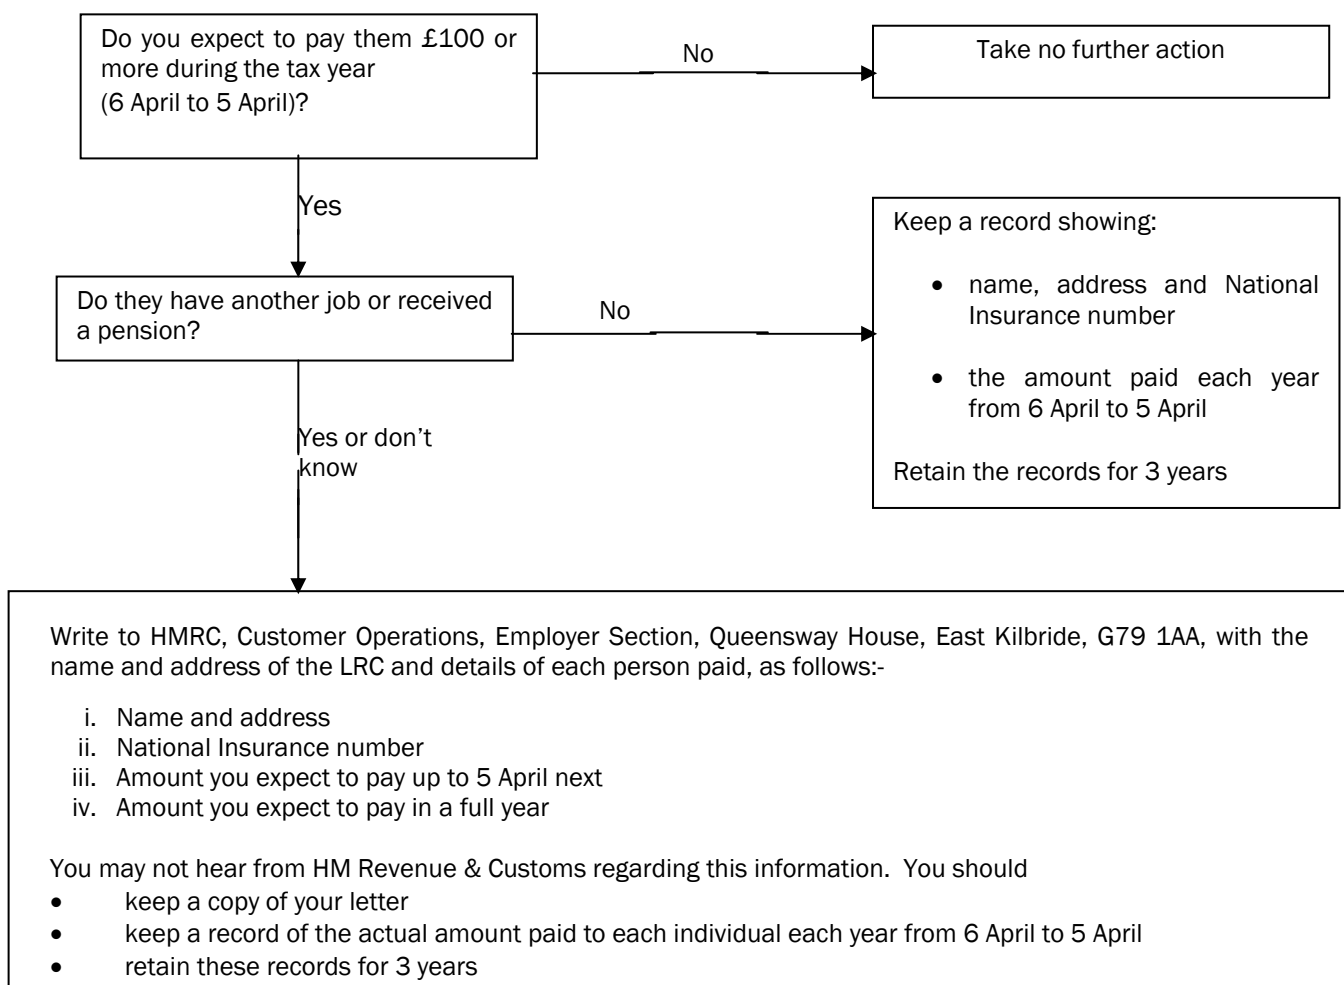 Do you expect to pay them £100 or
more during the tax year
(6 April to 5 April)?
No
Take no further action
Yes
Do they have another job or received
a pension?
No
Keep a record showing:
• name, address and National
Insurance number
• the amount paid each year
from 6 April to 5 April
Retain the records for 3 years
Yes or don't
know
Write to HMRC, Customer Operations, Employer Section, Queensway House, East Kilbride, G79 1AA, with the
name and address of the LRC and details of each person paid, as follows:-
i. Name and address
ii. National Insurance number
iii. Amount you expect to pay up to 5 April next
iv. Amount you expect to pay in a full year
You may not hear from HM Revenue & Customs regarding this information. You should
• keep a copy of your letter
• keep a record of the actual amount paid to each individual each year from 6 April to 5 April
• retain these records for 3 years